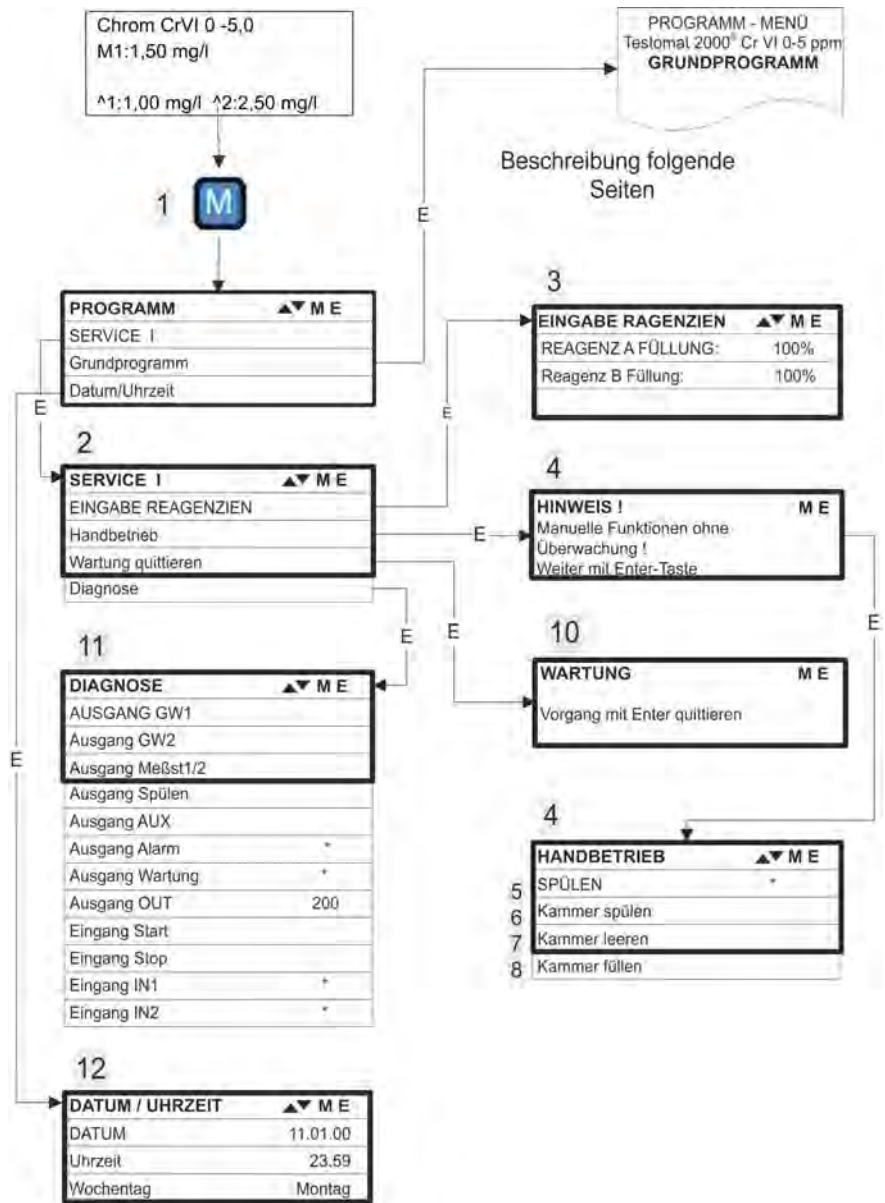 Chrom CrVI 0 -5,0
M1:1,50 mg/l
^1:1,00 mg/l ^2:2,50 mg/l
PROGRAMM - MENÜ
Testomat 2000® Cr VI 0-5 ppm
GRUNDPROGRAMM
Beschreibung folgende
Seiten
1
M
E
PROGRAMM ▲▼ M E
SERVICE I
Grundprogramm
Datum/Uhrzeit
E
3
EINGABE RAGENZIEN ▲▼ M E
REAGENZ A FÜLLUNG: 100%
Reagenz B Füllung: 100%
E
2
SERVICE I ▲▼ M E
EINGABE REAGENZIEN
Handbetrieb
Wartung quittieren
Diagnose
E
4
HINWEIS ! M E
Manuelle Funktionen ohne
Überwachung !
Weiter mit Enter-Taste
E
E
E
10
WARTUNG M E
Vorgang mit Enter quittieren
11
DIAGNOSE ▲▼ M E
AUSGANG GW1
Ausgang GW2
Ausgang Meßst1/2
Ausgang Spülen
Ausgang AUX
Ausgang Alarm *
Ausgang Wartung *
Ausgang OUT 200
Eingang Start
Eingang Stop
Eingang IN1 *
Eingang IN2 *
E
4
HANDBETRIEB ▲▼ M E
5 SPÜLEN *
6 Kammer spülen
7 Kammer leeren
8 Kammer füllen
12
DATUM / UHRZEIT ▲▼ M E
DATUM 11.01.00
Uhrzeit 23.59
Wochentag Montag